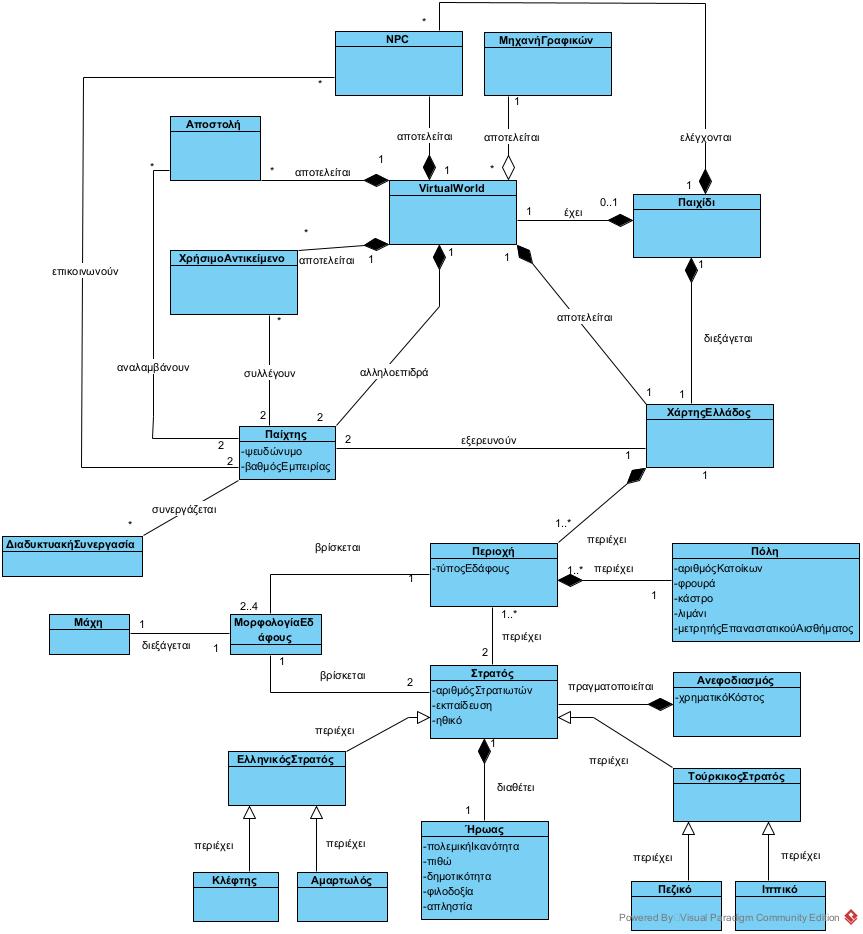 *
NPC
ΜηχανήΓραφικών
*
1
Αποστολή
αποτελείται
αποτελείται
ελέγχονται
*
*
αποτελείται
1
1
*
1
VirtualWorld
Παιχίδι
1
έχει
0..1
*
ΧρήσιμοΑντικείμενο
αποτελείται
1
1
1
1
επικοινωνούν
*
αποτελείται
διεξάγεται
αναλαμβάνουν
συλλέγουν
αλληλοεπιδρά
1
1
2
2
ΧάρτηςΕλλάδος
Παίχτης
-ψευδώνυμο
-βαθμόςΕμπειρίας
2
2
2
εξερευνούν
1
1
συνεργάζεται
*
ΔιαδυκτυακήΣυνεργασία
1..*
περιέχει
βρίσκεται
Περιοχή
-τύποςΕδάφους
1
1..*
περιέχει
1
Πόλη
-αριθμόςΚατοίκων
-φρουρά
-κάστρο
-λιμάνι
-μετρητήςΕπαναστατικούΑισθήματος
2..4
Μάχη
1
διεξάγεται
1
ΜορφολογίαΕδ
άφους
1
1..*
περιέχει
2
βρίσκεται
2
Στρατός
-αριθμόςΣτρατιωτών
-εκπαίδευση
-ηθικό
πραγματοποιείται
Ανεφοδιασμός
-χρηματικόΚόστος
περιέχει
1
περιέχει
ΕλληνικόςΣτρατός
ΤούρκικοςΣτρατός
διαθέτει
1
Ήρωας
-πολεμικήΙκανότητα
-πιθώ
-δημοτικότητα
-φιλοδοξία
-απληστία
περιέχει
περιέχει
περιέχει
περιέχει
Κλέφτης
Αμαρτωλός
Πεζικό
Ιππικό
Powered By Visual Paradigm Community Edition